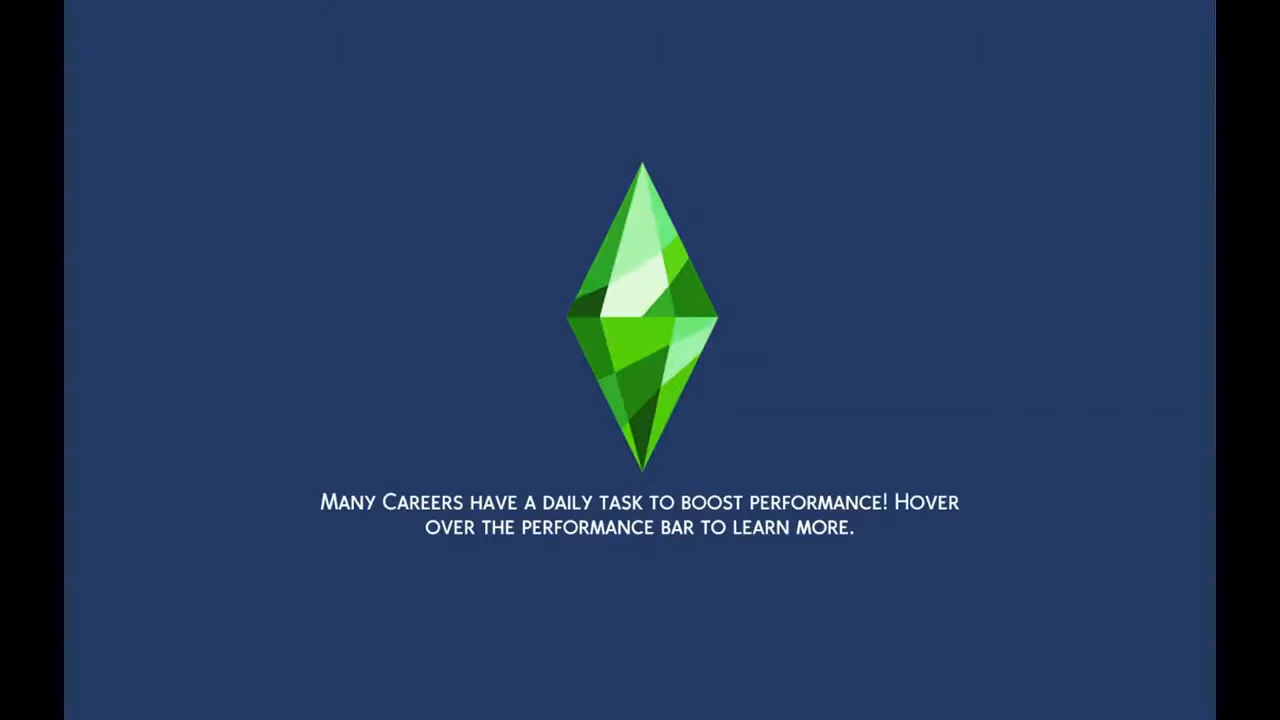 Many Careers have a daily task to boost performance! Hover
over the performance bar to learn more.